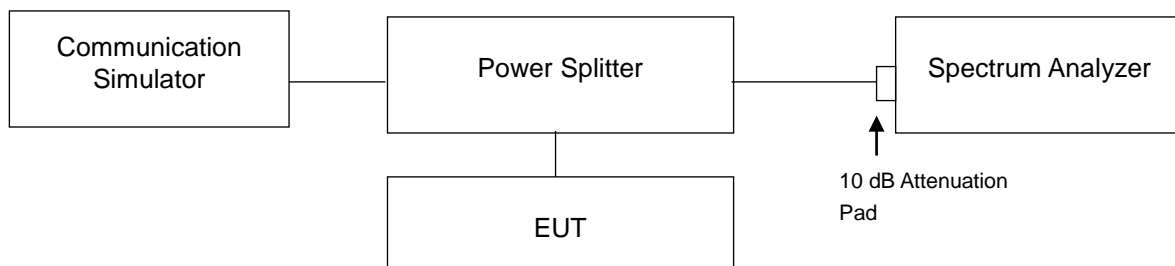 Communication
Simulator
Power Splitter
Spectrum Analyzer
10 dB Attenuation
Pad
EUT